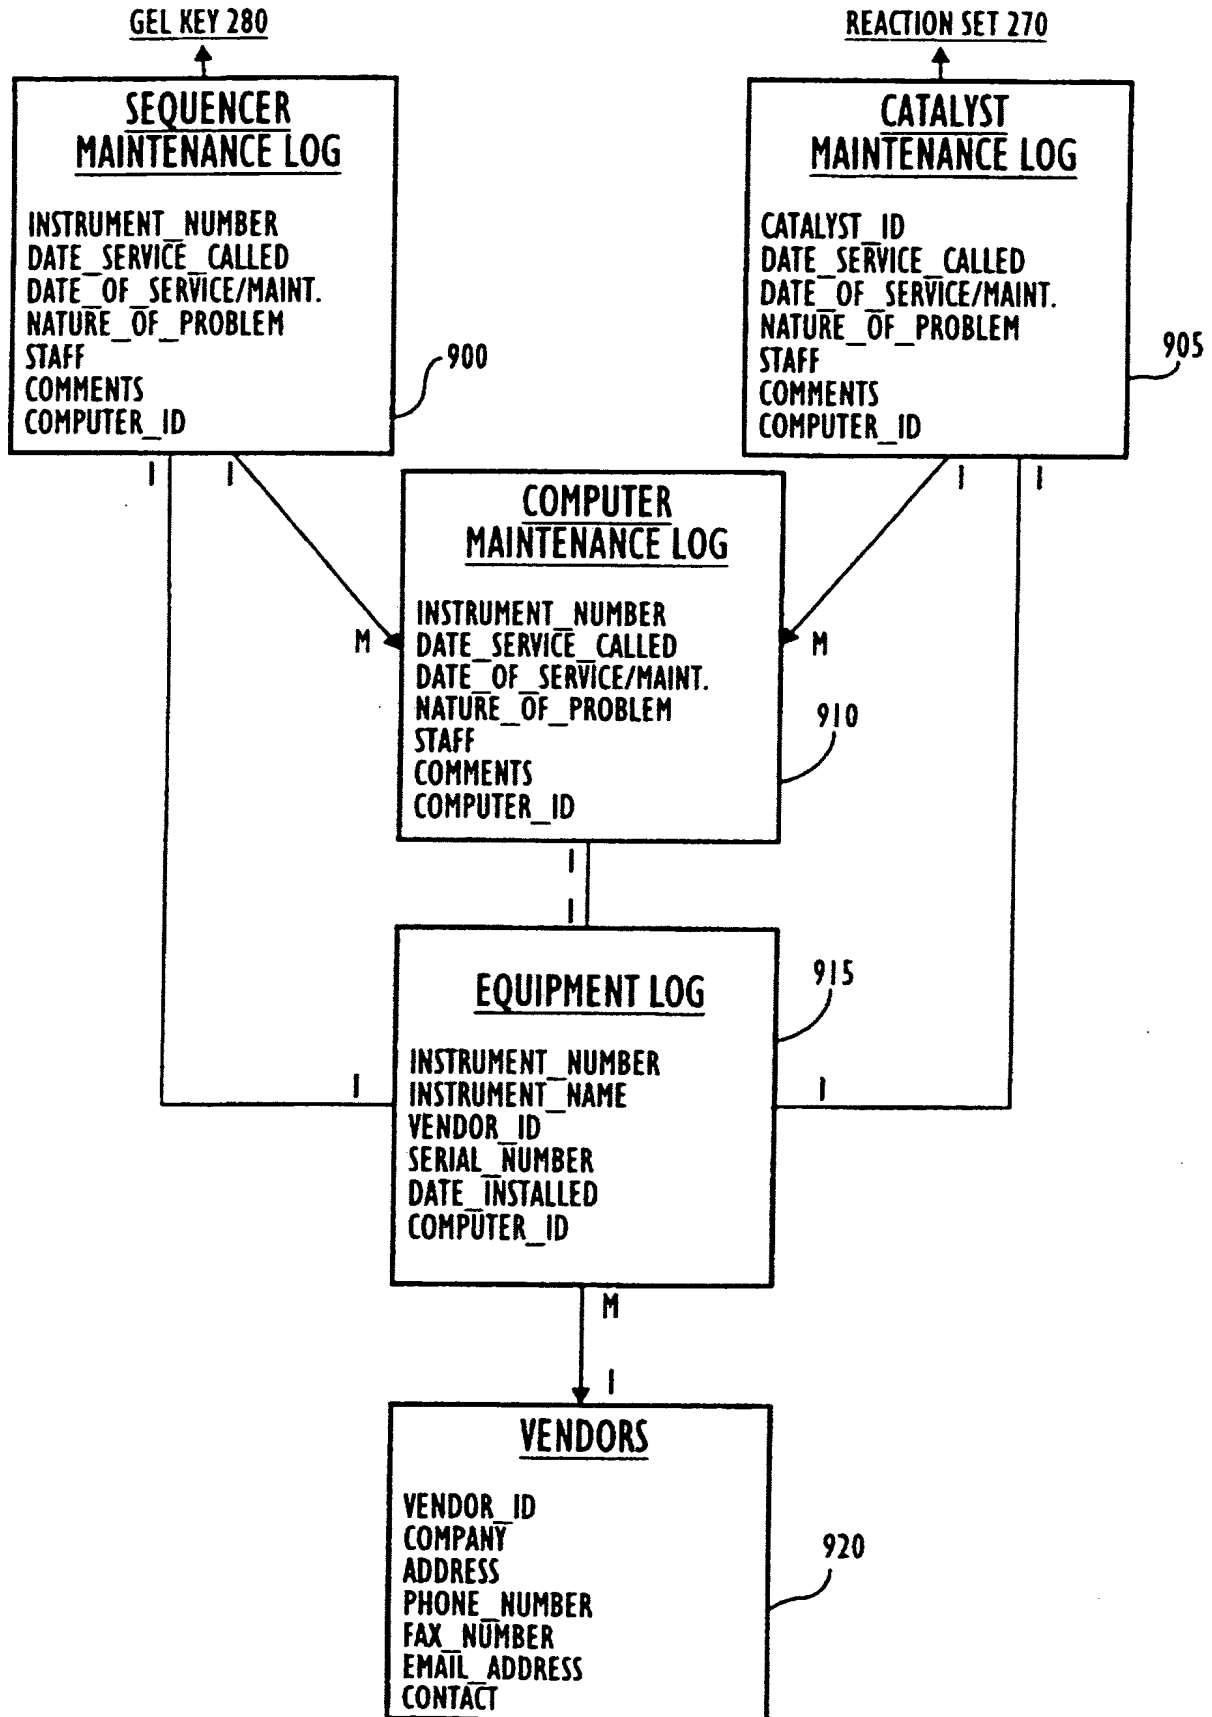 GEL KEY 280
REACTION SET 270
SEQUENCER
MAINTENANCE LOG
INSTRUMENT_NUMBER
DATE_SERVICE_CALLED
DATE_OF_SERVICE/MAINT.
NATURE_OF_PROBLEM
STAFF
COMMENTS
COMPUTER_ID
900
1
1
CATALYST
MAINTENANCE LOG
CATALYST_ID
DATE_SERVICE_CALLED
DATE_OF_SERVICE/MAINT.
NATURE_OF_PROBLEM
STAFF
COMMENTS
COMPUTER_ID
905
1
1
COMPUTER
MAINTENANCE LOG
INSTRUMENT_NUMBER
DATE_SERVICE_CALLED
DATE_OF_SERVICE/MAINT.
NATURE_OF_PROBLEM
STAFF
COMMENTS
COMPUTER_ID
M
M
910
1
1
EQUIPMENT LOG
INSTRUMENT_NUMBER
INSTRUMENT_NAME
VENDOR_ID
SERIAL_NUMBER
DATE_INSTALLED
COMPUTER_ID
915
1
1
M
1
VENDORS
VENDOR_ID
COMPANY
ADDRESS
PHONE_NUMBER
FAX_NUMBER
EMAIL_ADDRESS
CONTACT
920